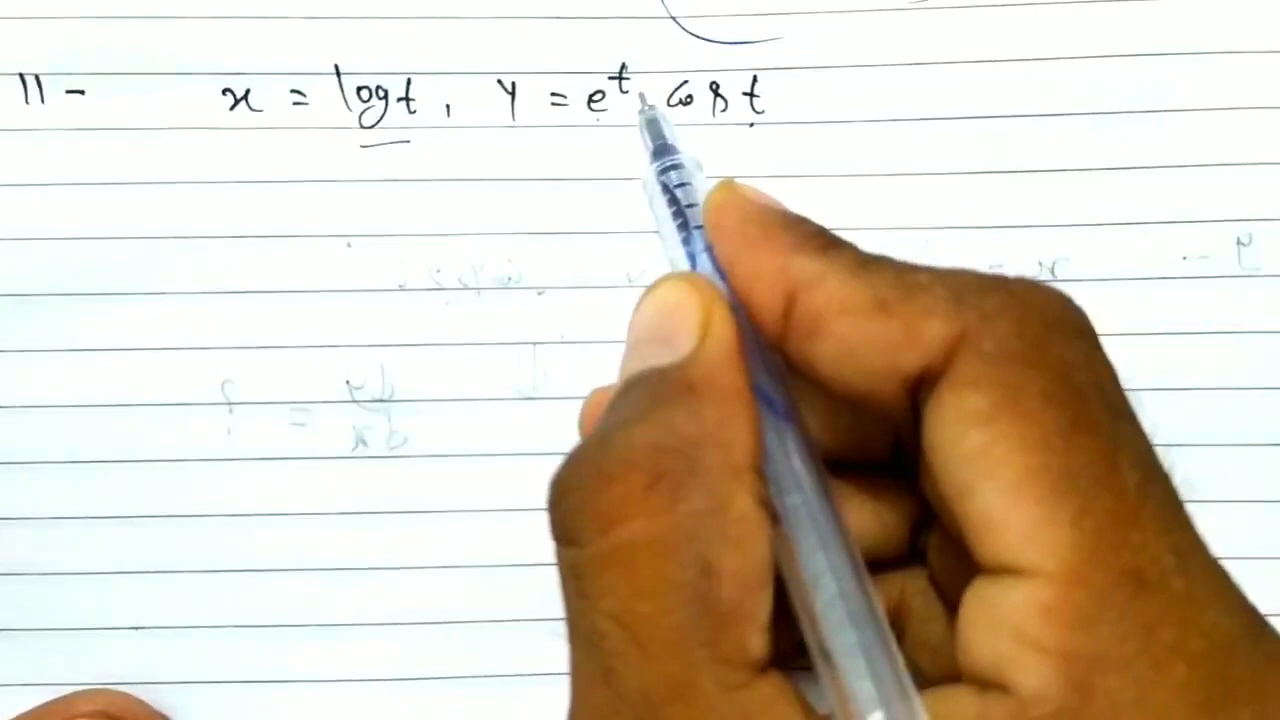 11- x = log t, y = e^t cos t